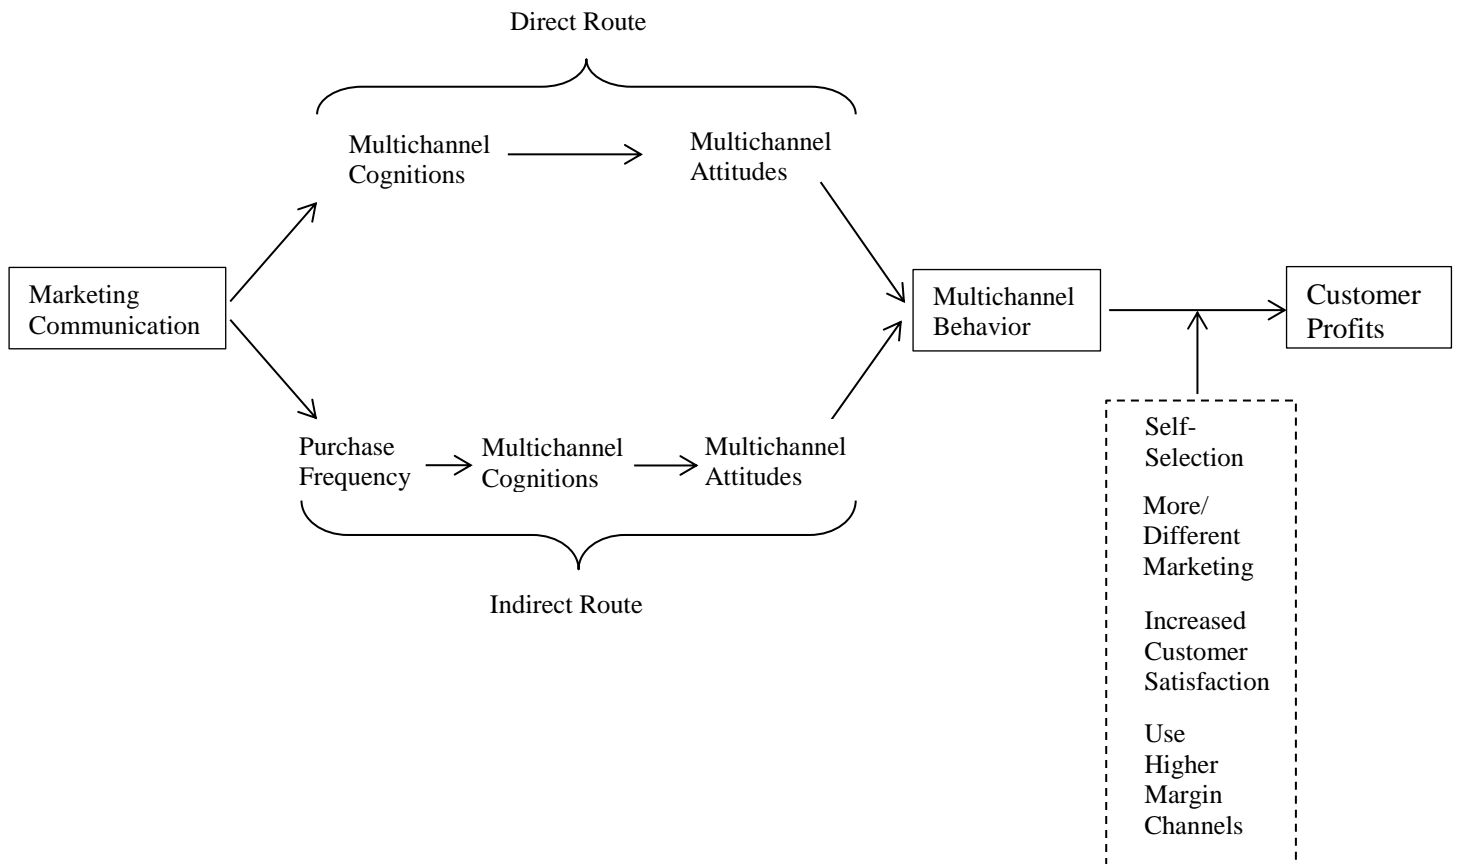 Direct Route
Multichannel
Cognitions
Multichannel
Attitudes
Marketing
Communication
Multichannel
Behavior
Customer
Profits
Purchase
Frequency
Multichannel
Cognitions
Multichannel
Attitudes
Indirect Route
Self-
Selection
More/
Different
Marketing
Increased
Customer
Satisfaction
Use
Higher
Margin
Channels